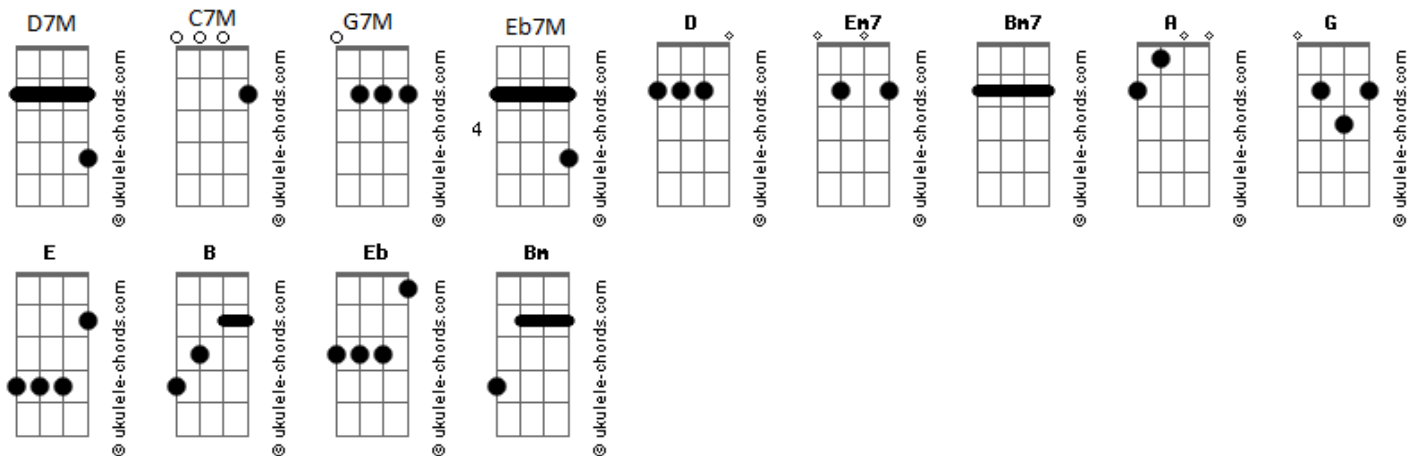 D7M C7M G7M Eb7M D Em7 Bm7 A G
4
© ukulele-chords.com © ukulele-chords.com © ukulele-chords.com © ukulele-chords.com © ukulele-chords.com © ukulele-chords.com © ukulele-chords.com © ukulele-chords.com © ukulele-chords.com
E B Eb Bm
© ukulele-chords.com © ukulele-chords.com © ukulele-chords.com © ukulele-chords.com